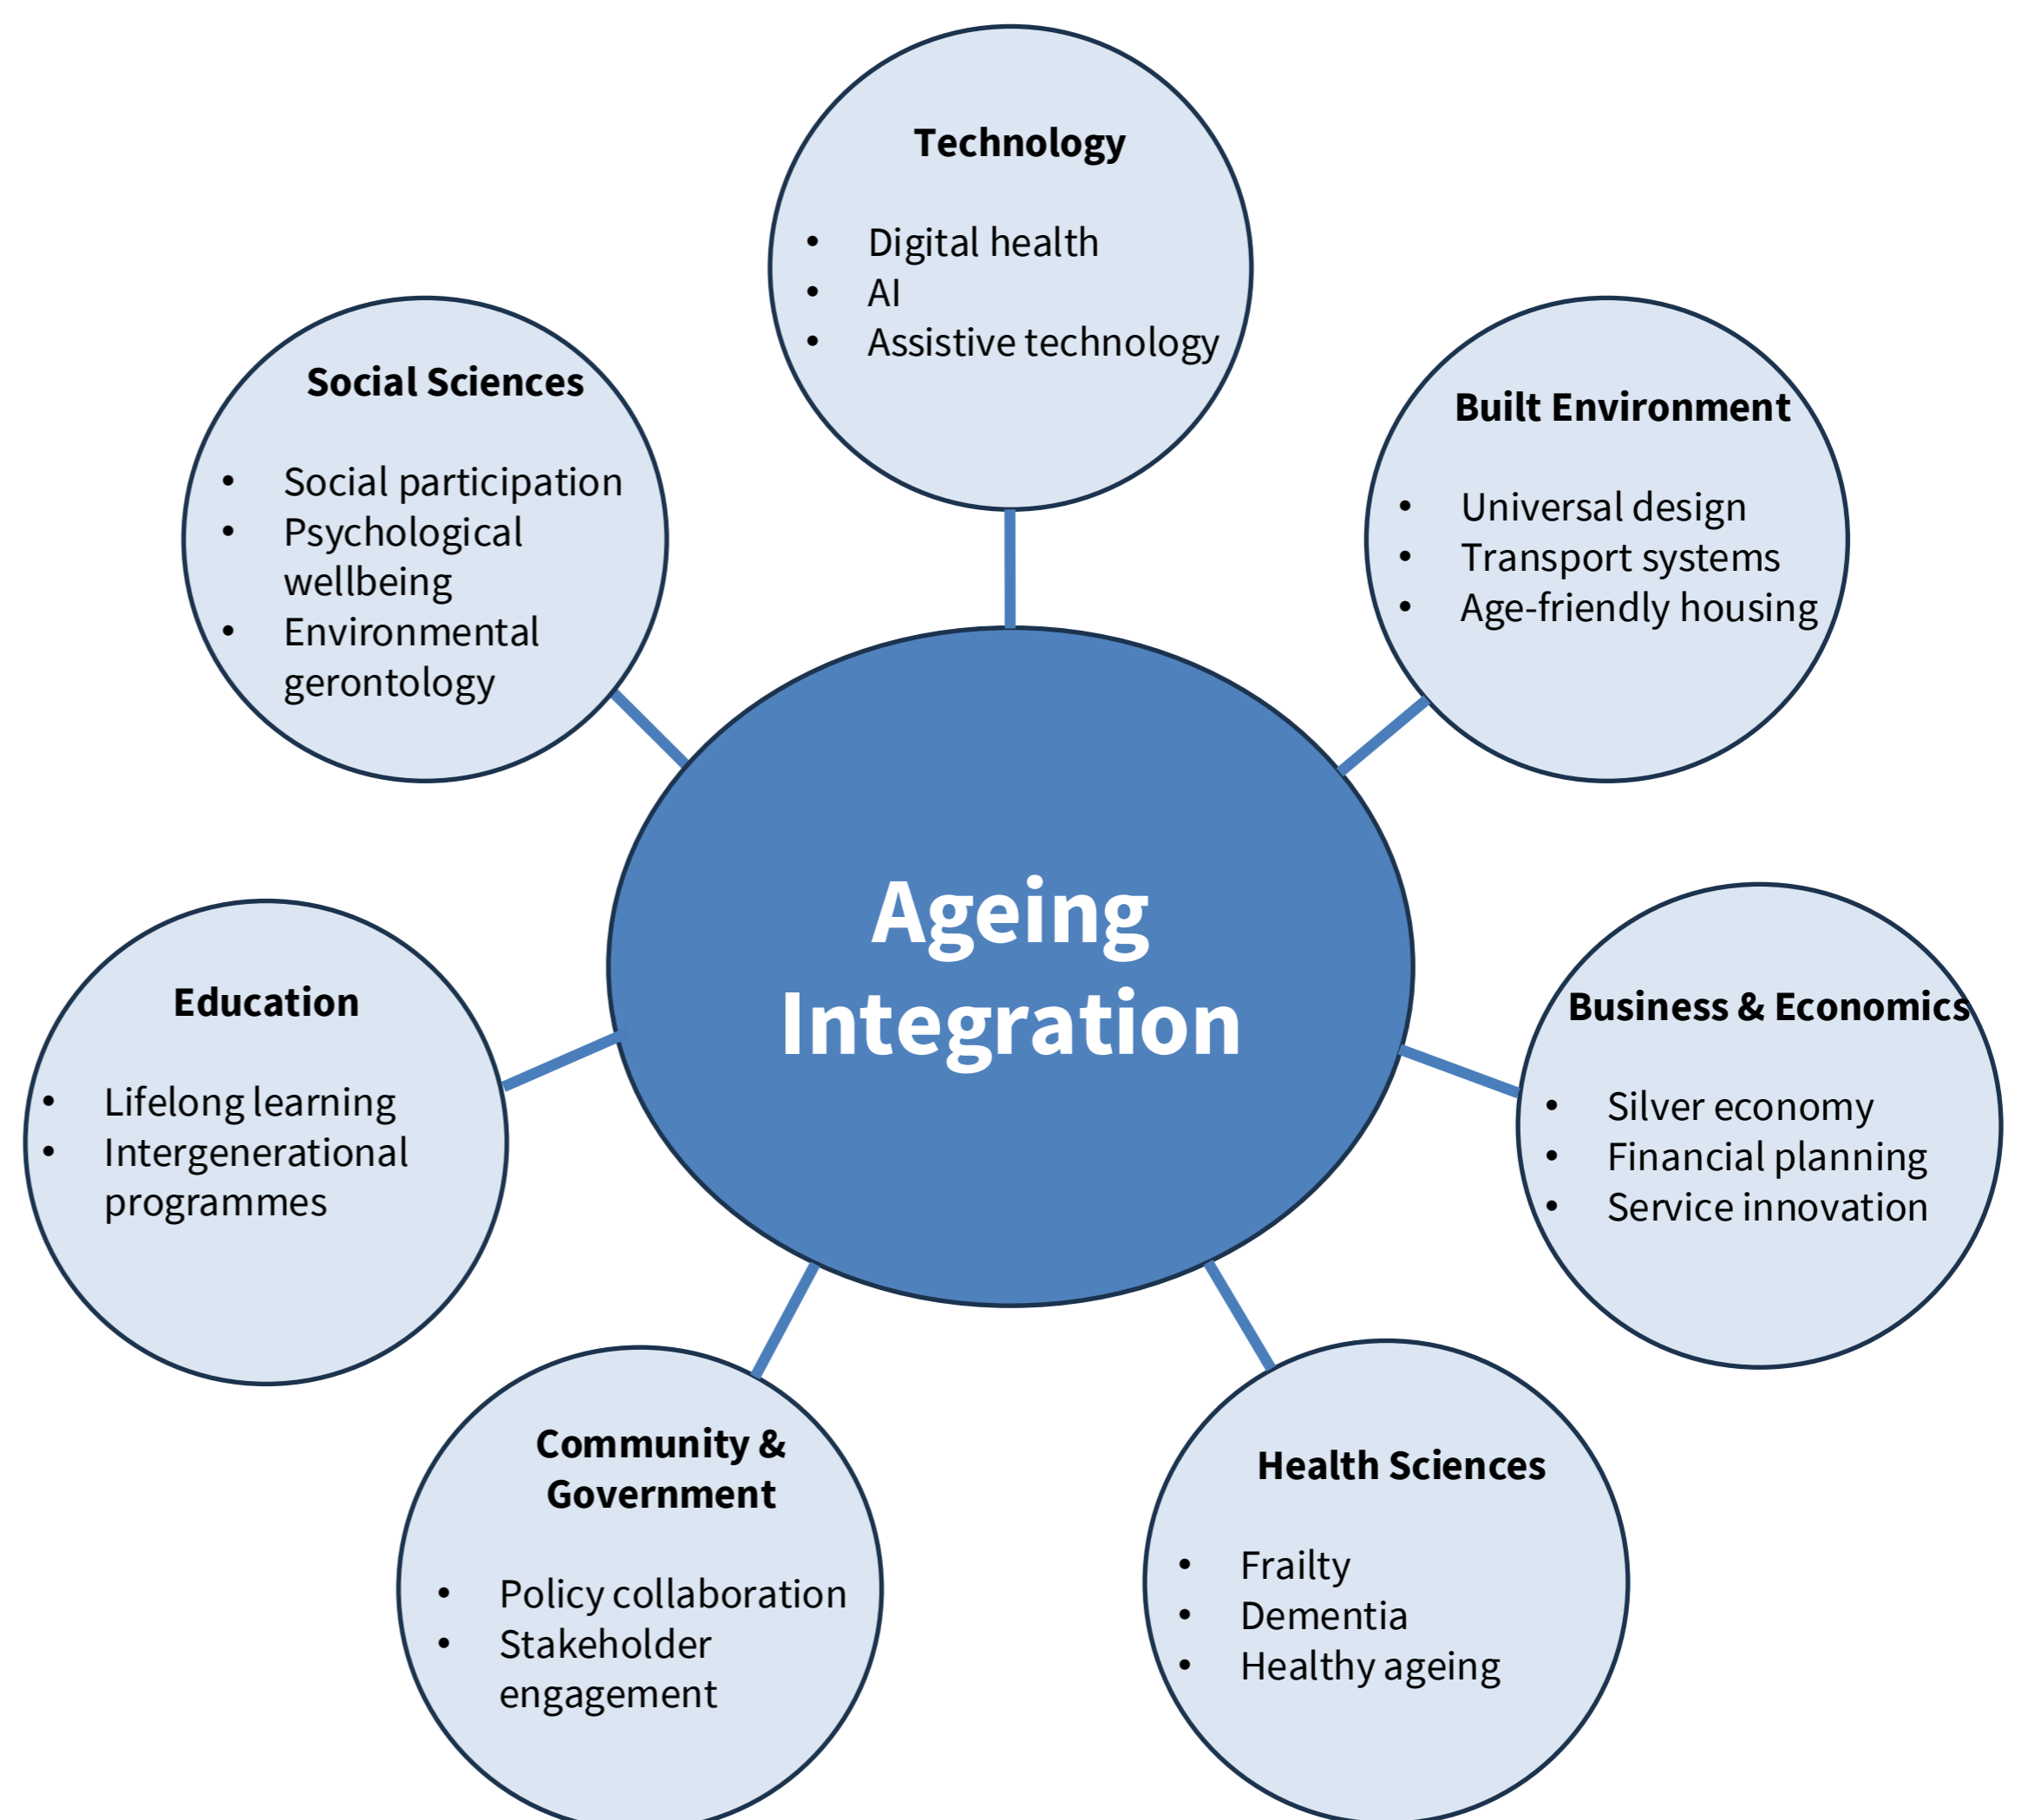 Technology
• Digital health
• AI
• Assistive technology
Social Sciences
• Social participation
• Psychological
wellbeing
• Environmental
gerontology
Built Environment
• Universal design
• Transport systems
• Age-friendly housing
Ageing
Integration
Education
• Lifelong learning
• Intergenerational
programmes
Business & Economics
• Silver economy
• Financial planning
• Service innovation
Community &
Government
• Policy collaboration
• Stakeholder
engagement
Health Sciences
• Frailty
• Dementia
• Healthy ageing